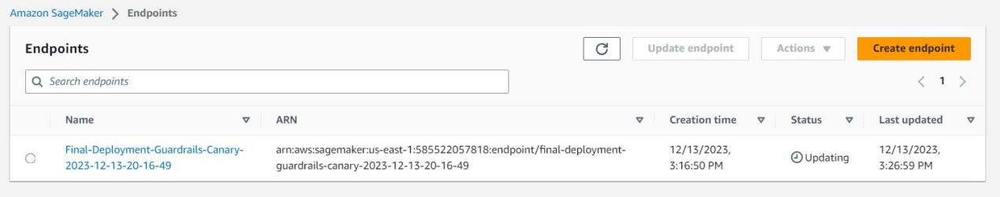 Amazon SageMaker > Endpoints
Endpoints
Update endpoint Actions Create endpoint
Search endpoints
1
Name ARN Creation time Status Last updated
Final-Deployment-Guardrails-Canary- arn:aws:sagemaker:us-east-1:585522057818:endpoint/final-deployment- 12/13/2023, Updating 12/13/2023,
2023-12-13-20-16-49 guardrails-canary-2023-12-13-20-16-49 3:16:50 PM 3:26:59 PM